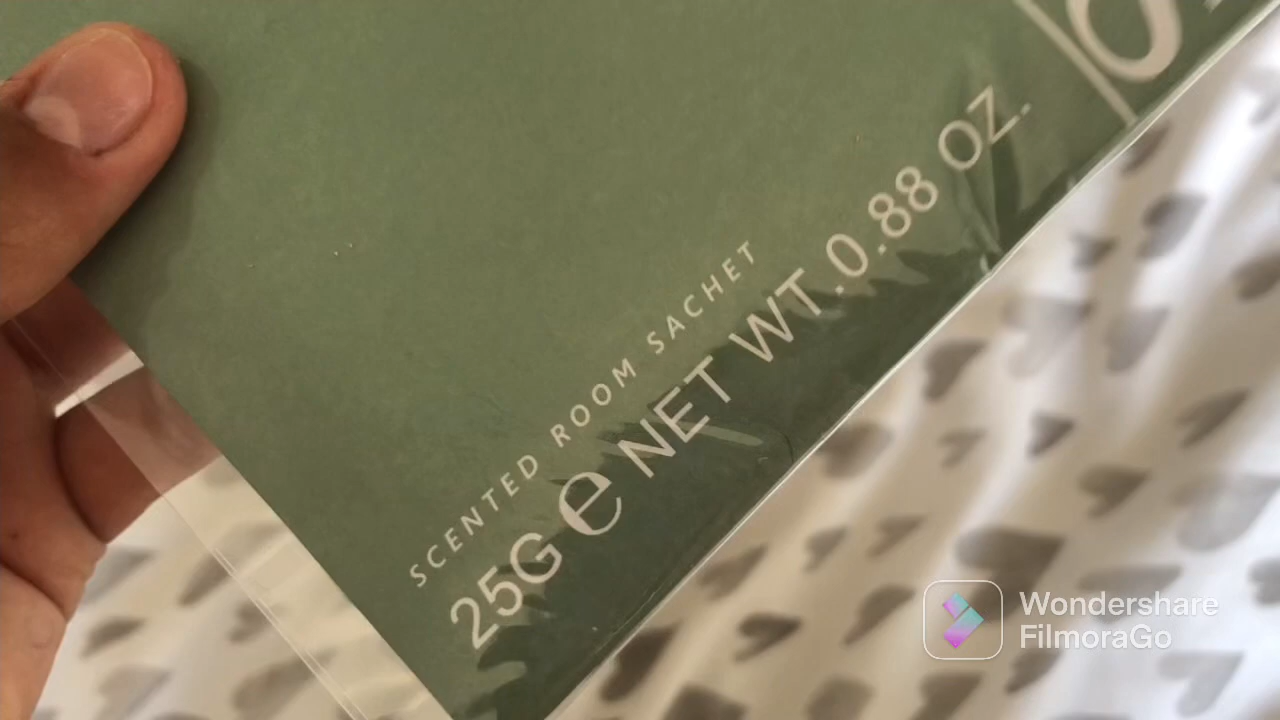 SCENTED ROOM SACHET
25G ℮ NET WT.0.88 OZ.
Wondershare
FilmoraGo